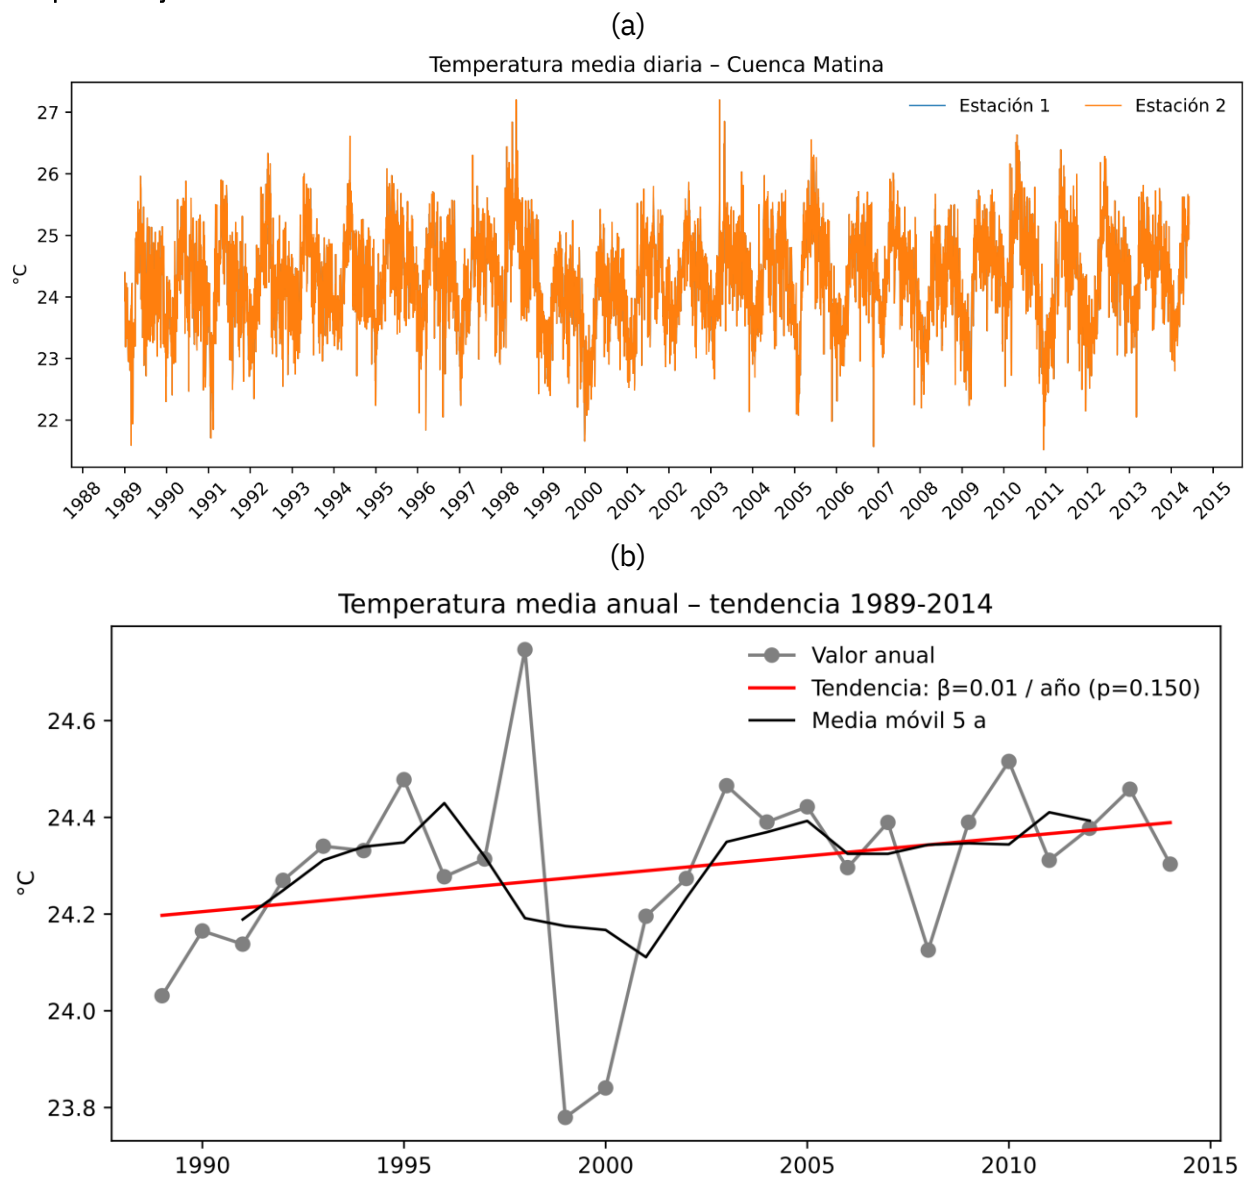 (a)
Temperatura media diaria – Cuenca Matina
Estación 1 Estación 2
°C
27
26
25
24
23
22
1988 1989 1990 1991 1992 1993 1994 1995 1996 1997 1998 1999 2000 2001 2002 2003 2004 2005 2006 2007 2008 2009 2010 2011 2012 2013 2014 2015
(b)
Temperatura media anual – tendencia 1989-2014
Valor anual
Tendencia: β=0.01 / año (p=0.150)
Media móvil 5 a
°C
24.6
24.4
24.2
24.0
23.8
1990 1995 2000 2005 2010 2015